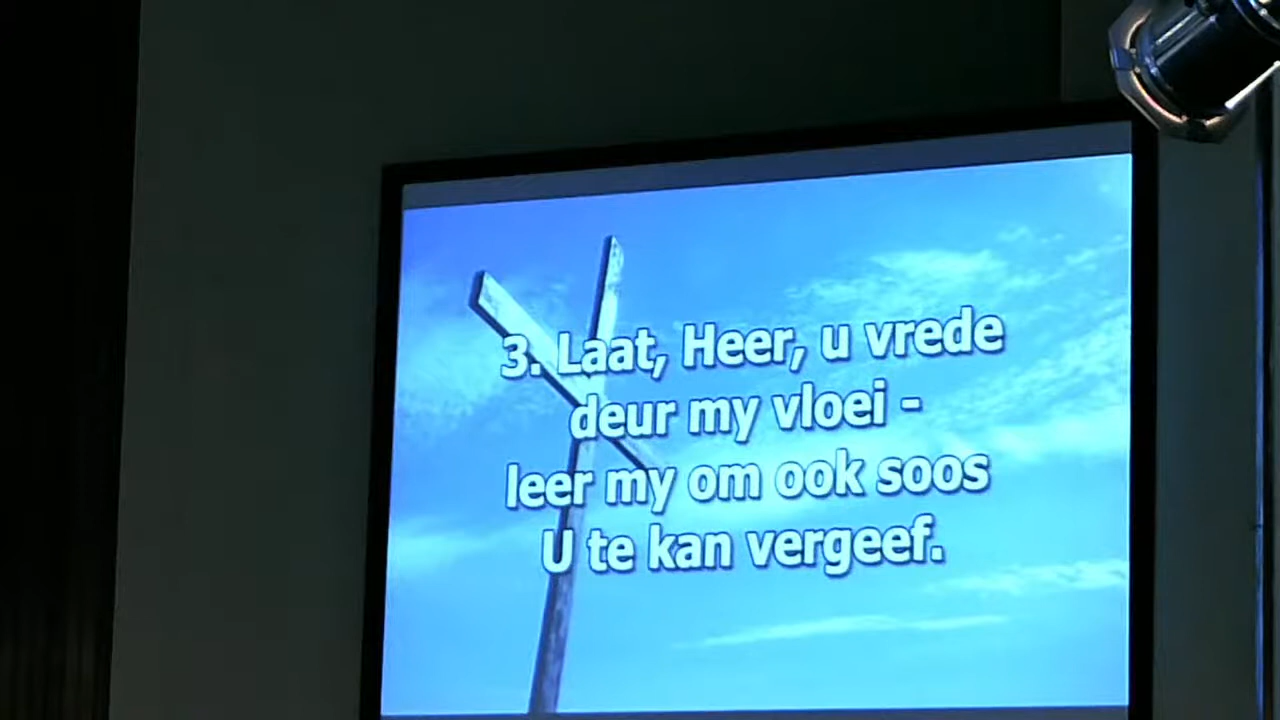 3. Laat, Heer, u vrede
deur my vloei -
leer my om ook soos
U te kan vergeef.